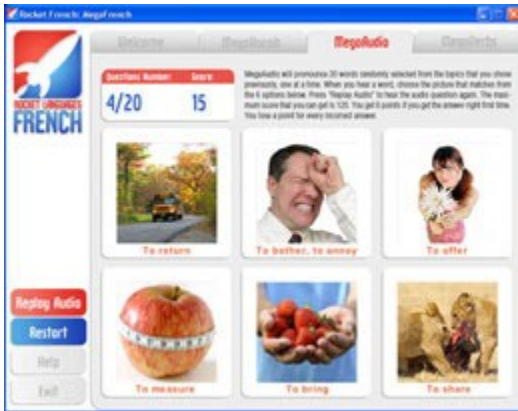 Rocket French: MegaFrench
Welcome
MegaVocab
MegaAudio
MegaVerbs
Questions Number:
Score:
4/20
15
MegaAudio will pronounce 20 words randomly selected from the topics that you chose
previously, one at a time. When you hear a word, choose the picture that matches from
the 6 options below. Press "Replay Audio" to hear the audio question again. The maxi-
mum score that you can get is 120. You get 6 points if you get the answer right first time.
You lose a point for every incorrect answer.
ROCKET LANGUAGES
FRENCH
To return
To bother, to annoy
To offer
To measure
To bring
To share
Replay Audio
Restart
Help
Exit